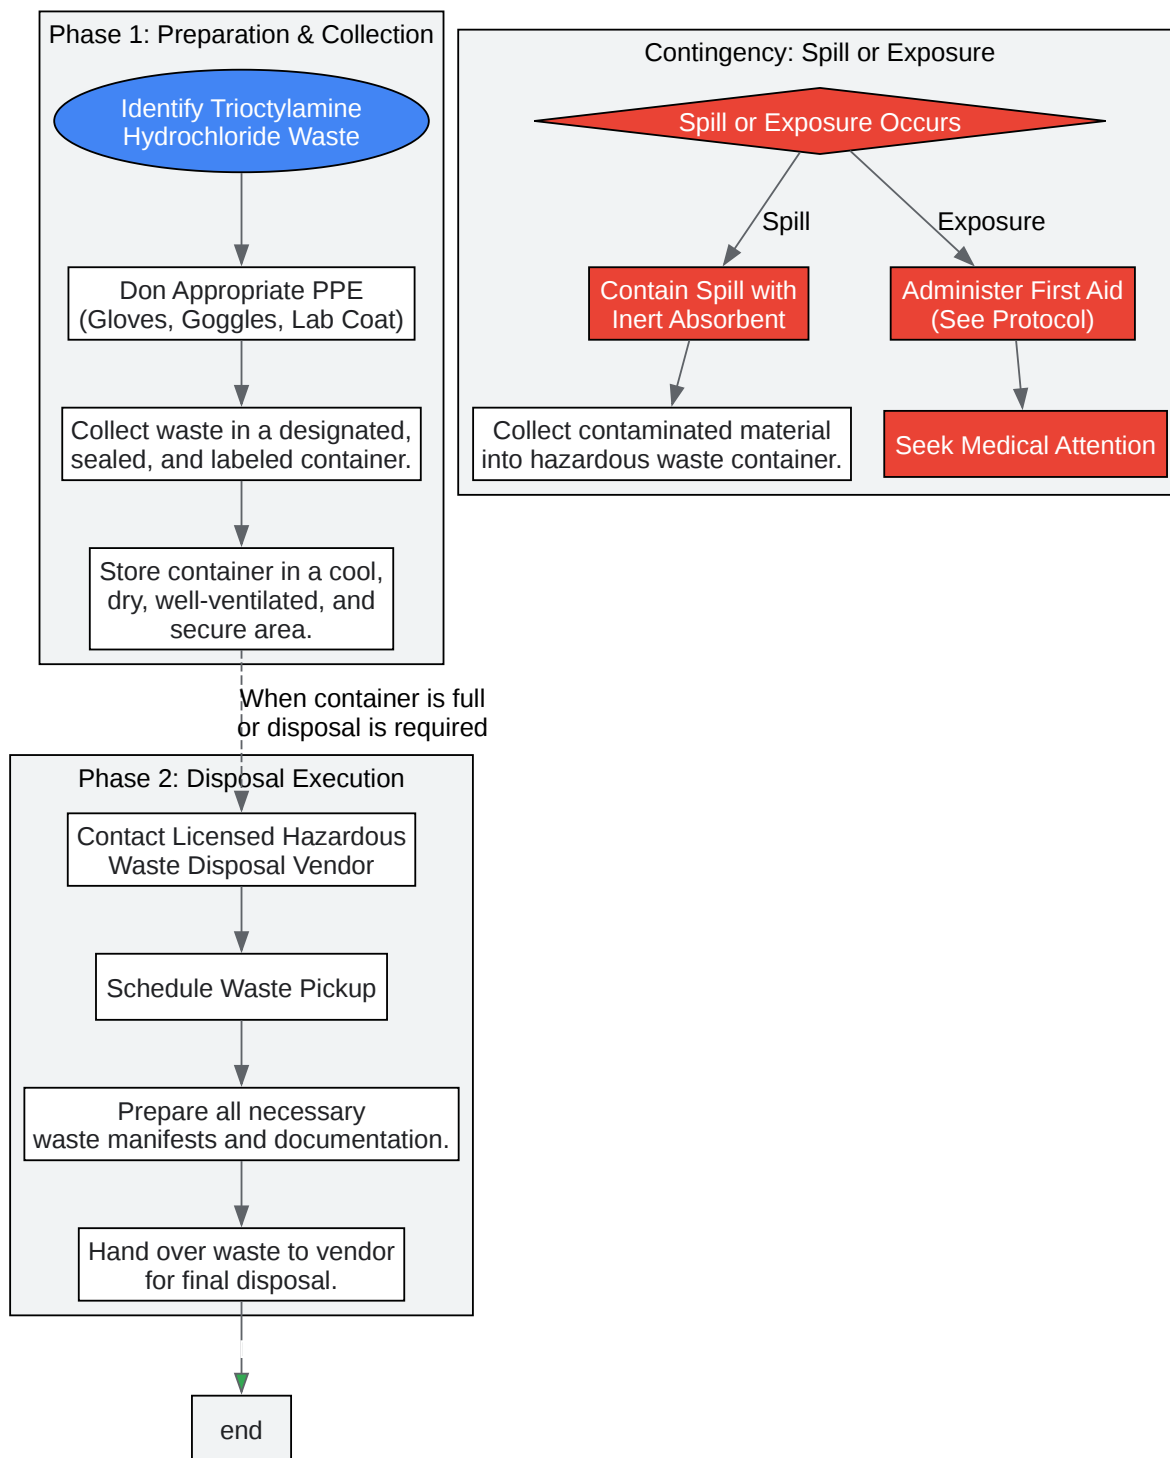 Phase 1: Preparation & Collection
Identify Trioctylamine
Hydrochloride Waste
Don Appropriate PPE
(Gloves, Goggles, Lab Coat)
Collect waste in a designated,
sealed, and labeled container.
Store container in a cool,
dry, well-ventilated, and
secure area.
When container is full
or disposal is required
Phase 2: Disposal Execution
Contact Licensed Hazardous
Waste Disposal Vendor
Schedule Waste Pickup
Prepare all necessary
waste manifests and documentation.
Hand over waste to vendor
for final disposal.
end
Contingency: Spill or Exposure
Spill or Exposure Occurs
Spill
Exposure
Contain Spill with
Inert Absorbent
Administer First Aid
(See Protocol)
Collect contaminated material
into hazardous waste container.
Seek Medical Attention